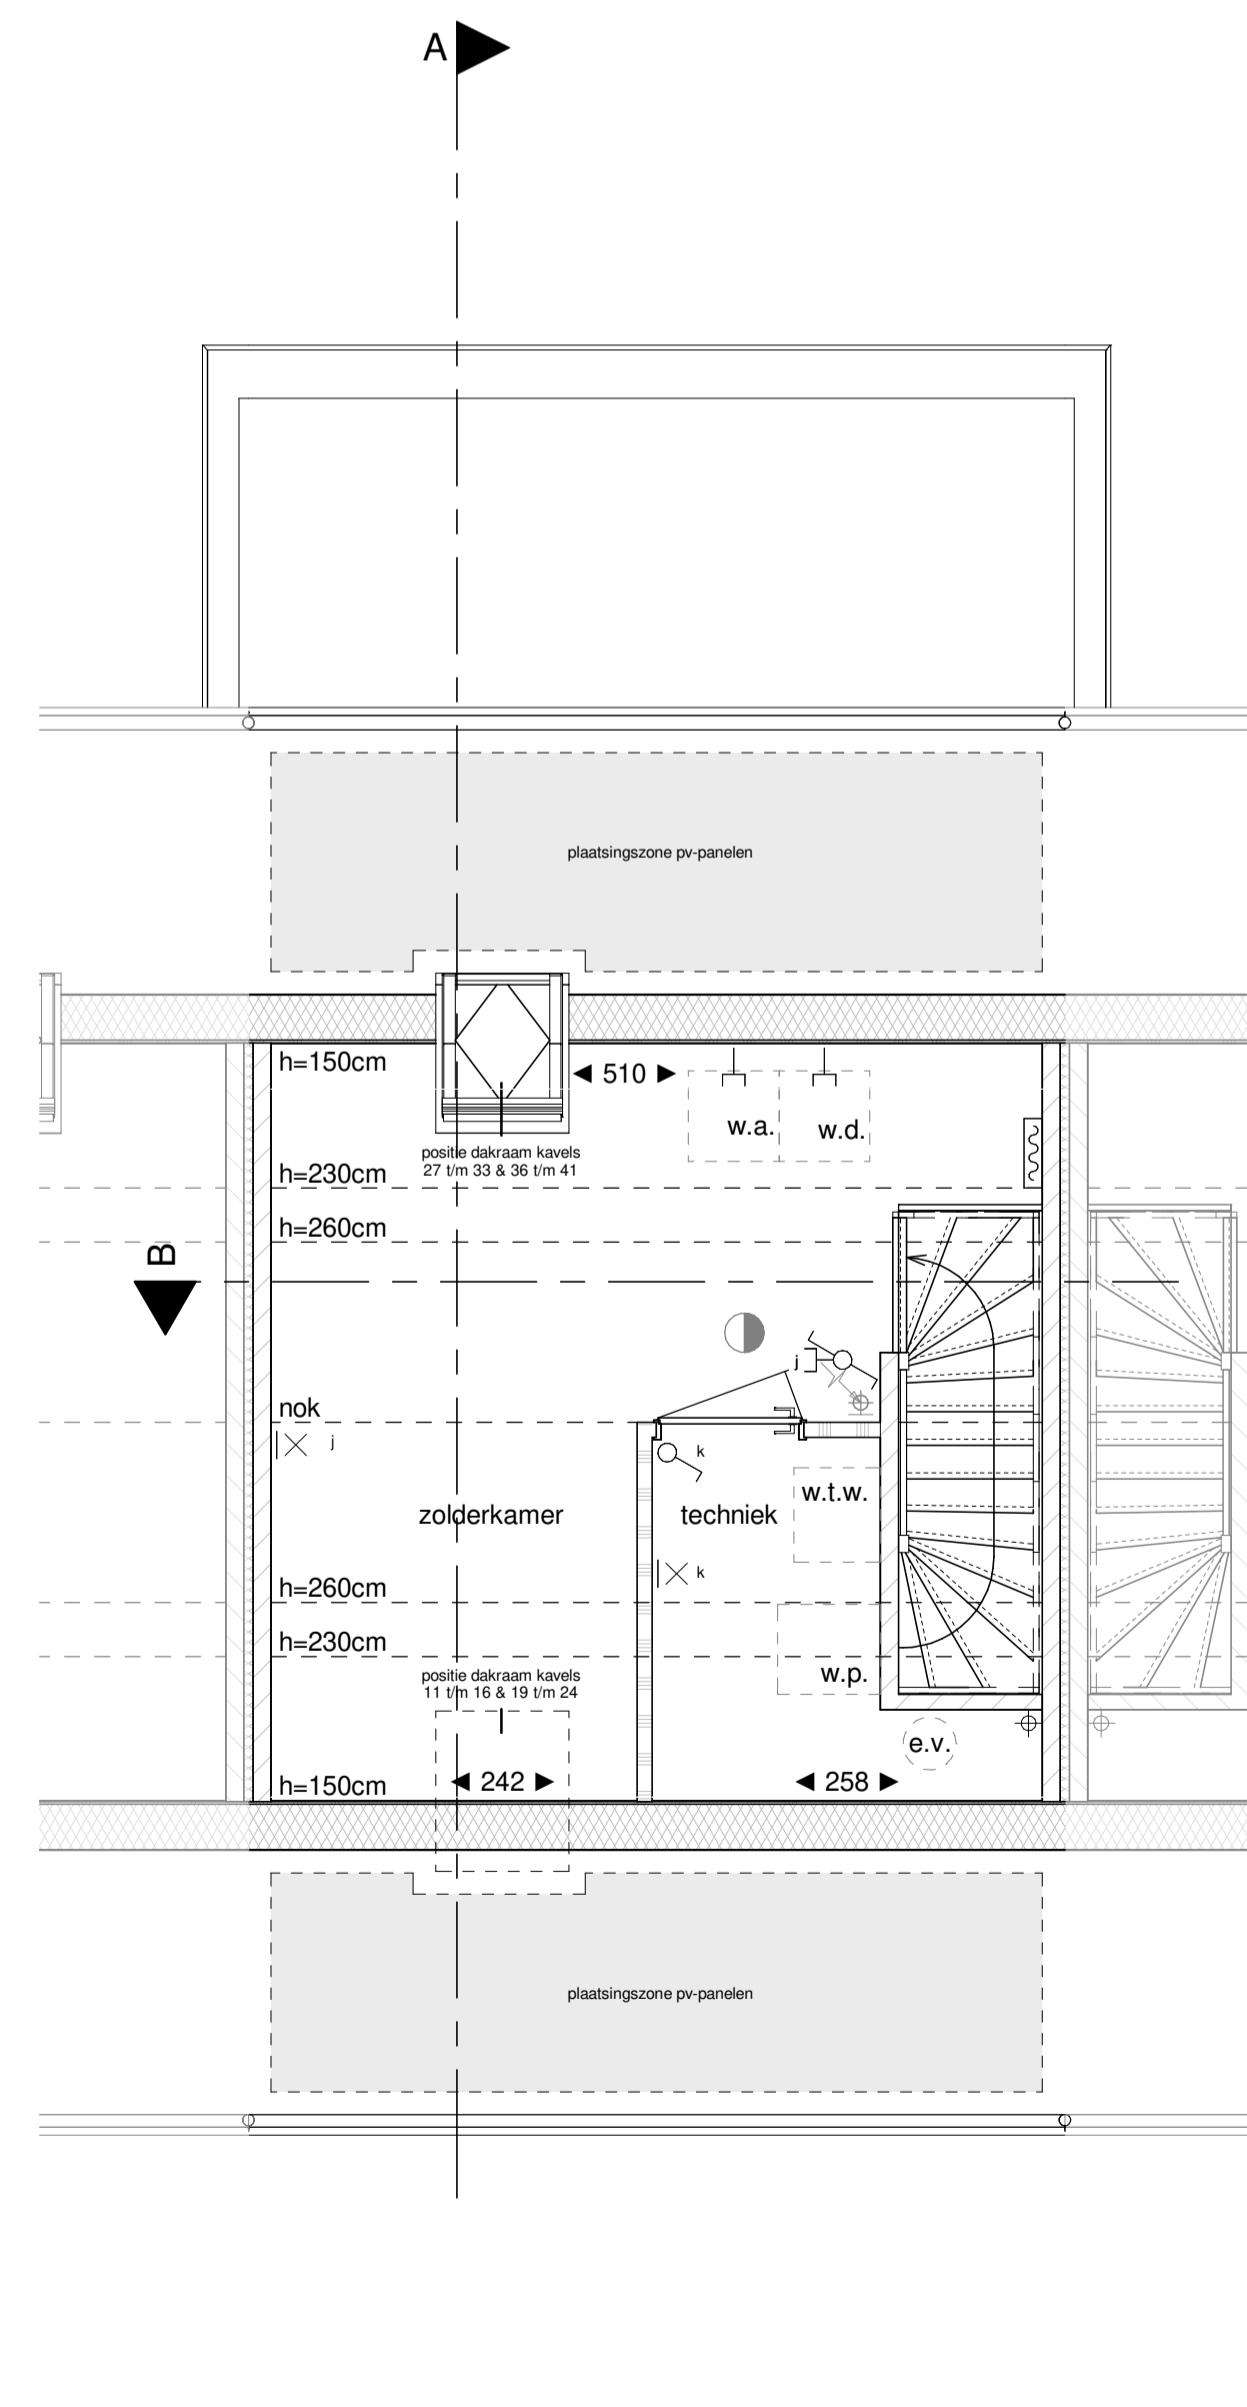 A
plaatsingszone pv-panelen
h=150cm
◄ 510 ►
w.a.
w.d.
positie dakraam kavels
27 t/m 33 & 36 t/m 41
h=230cm
h=260cm
B
j
nok
j
k
w.t.w.
zolderkamer
techniek
k
h=260cm
h=230cm
w.p.
positie dakraam kavels
11 t/m 16 & 19 t/m 24
e.v.
h=150cm
◄ 242 ►
◄ 258 ►
plaatsingszone pv-panelen